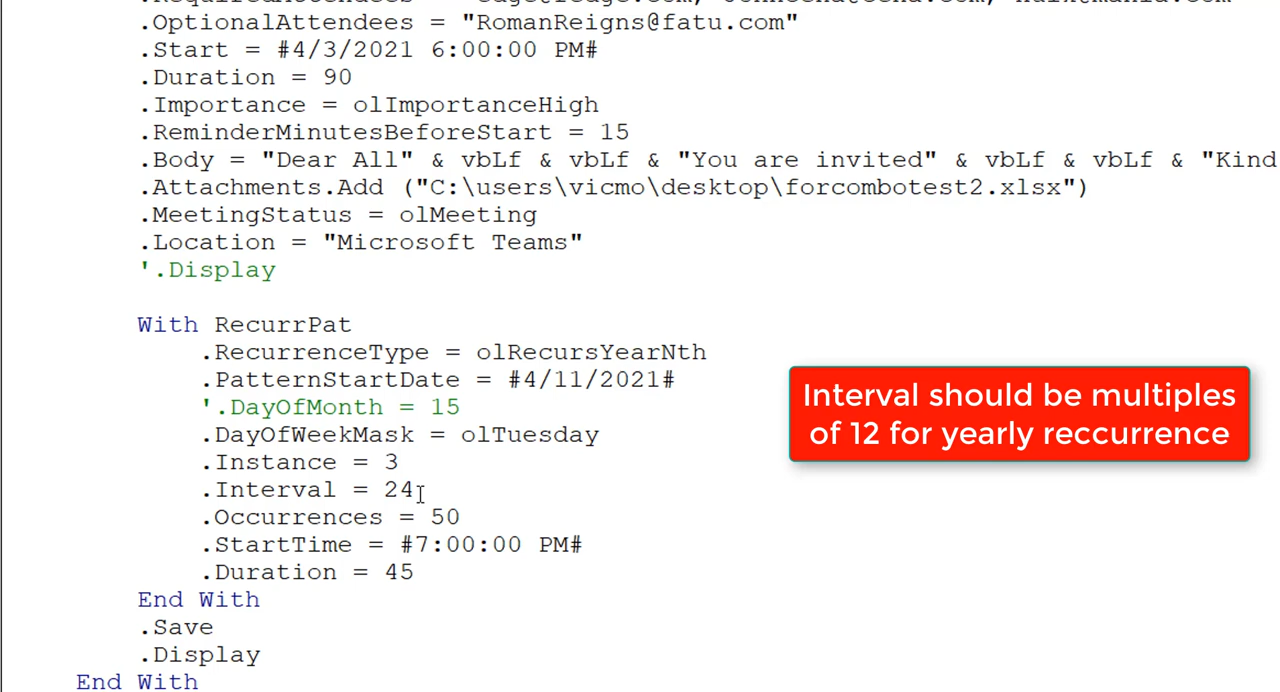 .OptionalAttendees = "RomanReigns@fatu.com"
.Start = #4/3/2021 6:00:00 PM#
.Duration = 90
.Importance = olImportanceHigh
.ReminderMinutesBeforeStart = 15
.Body = "Dear All" & vbLf & vbLf & "You are invited" & vbLf & vbLf & "Kind
.Attachments.Add ("C:\users\vicmo\desktop\forcombotest2.xlsx")
.MeetingStatus = olMeeting
.Location = "Microsoft Teams"
'.Display
With RecurrPat
.RecurrenceType = olRecursYearNth
.PatternStartDate = #4/11/2021#
'.DayOfMonth = 15
.DayOfWeekMask = olTuesday
.Instance = 3
.Interval = 24
.Occurrences = 50
.StartTime = #7:00:00 PM#
.Duration = 45
End With
.Save
.Display
End With
Interval should be multiples
of 12 for yearly reccurrence